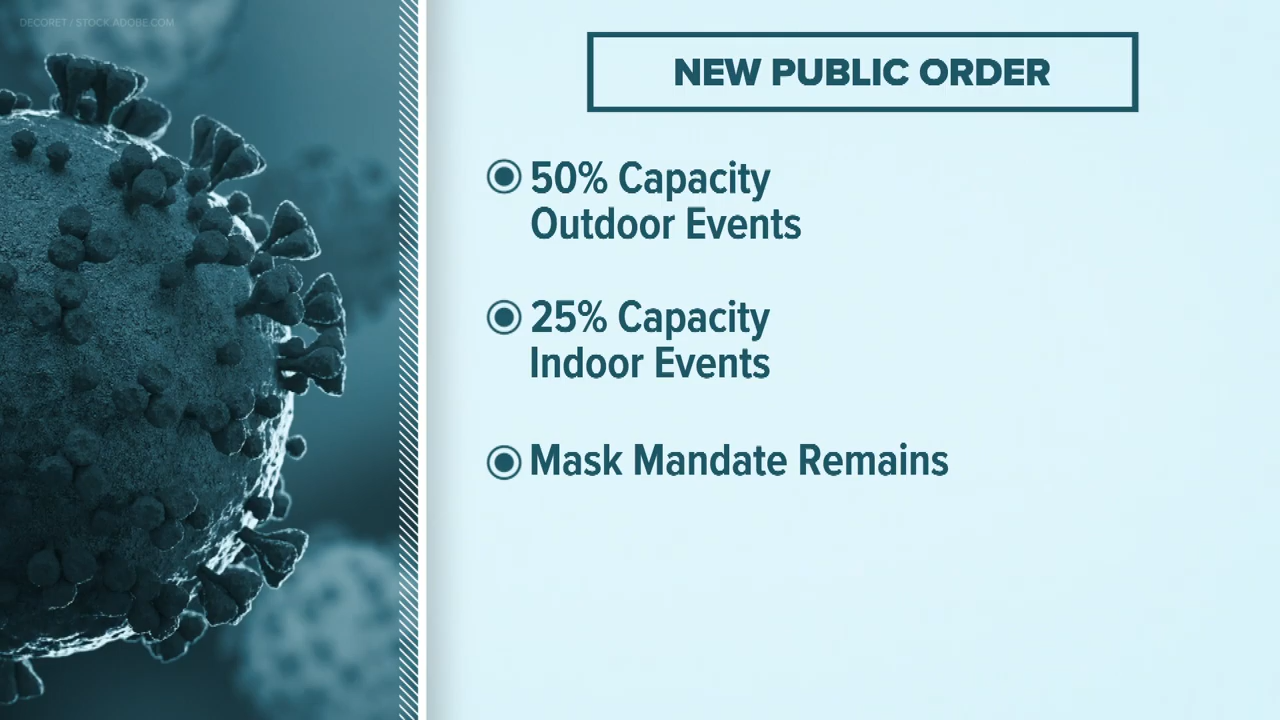 DECORET / STOCK.ADOBE.COM
NEW PUBLIC ORDER
50% Capacity
Outdoor Events
25% Capacity
Indoor Events
Mask Mandate Remains